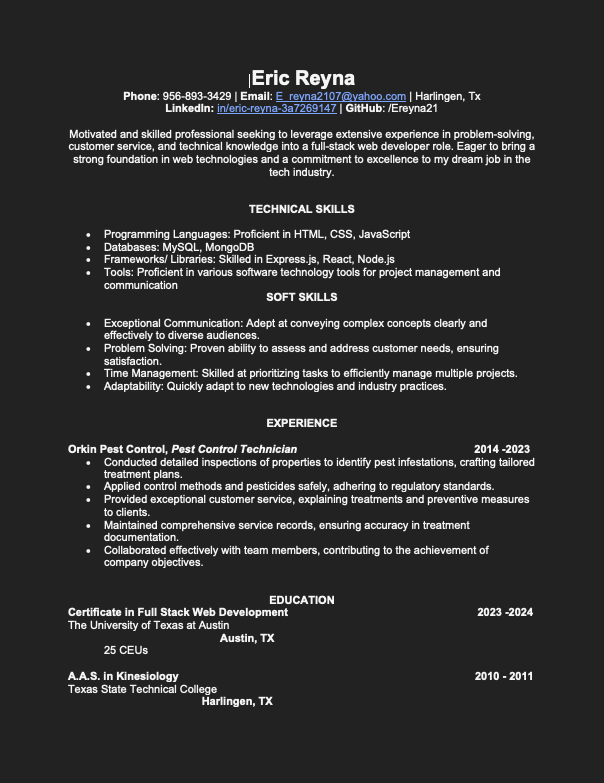 Eric Reyna
Phone: 956-893-3429 | Email: E_reyna2107@yahoo.com | Harlingen, Tx
LinkedIn: in/eric-reyna-3a7269147 | GitHub: /Ereyna21
Motivated and skilled professional seeking to leverage extensive experience in problem-solving,
customer service, and technical knowledge into a full-stack web developer role. Eager to bring a
strong foundation in web technologies and a commitment to excellence to my dream job in the
tech industry.
TECHNICAL SKILLS
• Programming Languages: Proficient in HTML, CSS, JavaScript
• Databases: MySQL, MongoDB
• Frameworks/ Libraries: Skilled in Express.js, React, Node.js
• Tools: Proficient in various software technology tools for project management and
communication
SOFT SKILLS
• Exceptional Communication: Adept at conveying complex concepts clearly and
effectively to diverse audiences.
• Problem Solving: Proven ability to assess and address customer needs, ensuring
satisfaction.
• Time Management: Skilled at prioritizing tasks to efficiently manage multiple projects.
• Adaptability: Quickly adapt to new technologies and industry practices.
EXPERIENCE
Orkin Pest Control, Pest Control Technician 2014 -2023
• Conducted detailed inspections of properties to identify pest infestations, crafting tailored
treatment plans.
• Applied control methods and pesticides safely, adhering to regulatory standards.
• Provided exceptional customer service, explaining treatments and preventive measures
to clients.
• Maintained comprehensive service records, ensuring accuracy in treatment
documentation.
• Collaborated effectively with team members, contributing to the achievement of
company objectives.
EDUCATION
Certificate in Full Stack Web Development 2023 -2024
The University of Texas at Austin
Austin, TX
25 CEUs
A.A.S. in Kinesiology 2010 - 2011
Texas State Technical College
Harlingen, TX